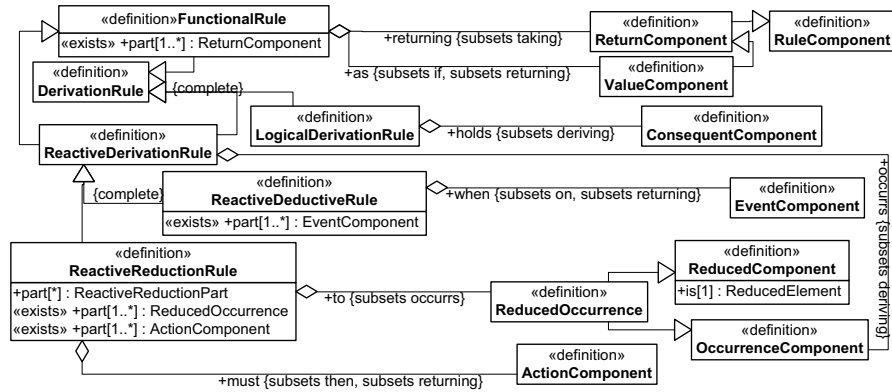 «definition»
FunctionalRule
«exists» +part[1..*] : ReturnComponent
+returning {subsets taking}
«definition»
ReturnComponent
«definition»
RuleComponent
+as {subsets if, subsets returning}
«definition»
ValueComponent
«definition»
DerivationRule
{complete}
«definition»
LogicalDerivationRule
+holds {subsets deriving}
«definition»
ConsequentComponent
«definition»
ReactiveDerivationRule
+occurrs {subsets deriving}
{complete}
«definition»
ReactiveDeductiveRule
«exists» +part[1..*] : EventComponent
+when {subsets on, subsets returning}
«definition»
EventComponent
«definition»
ReactiveReductionRule
+part[*] : ReactiveReductionPart
«exists» +part[1..*] : ReducedOccurrence
«exists» +part[1..*] : ActionComponent
+to {subsets occurrs}
«definition»
ReducedOccurrence
«definition»
ReducedComponent
+is[1] : ReducedElement
«definition»
OccurrenceComponent
+must {subsets then, subsets returning}
«definition»
ActionComponent